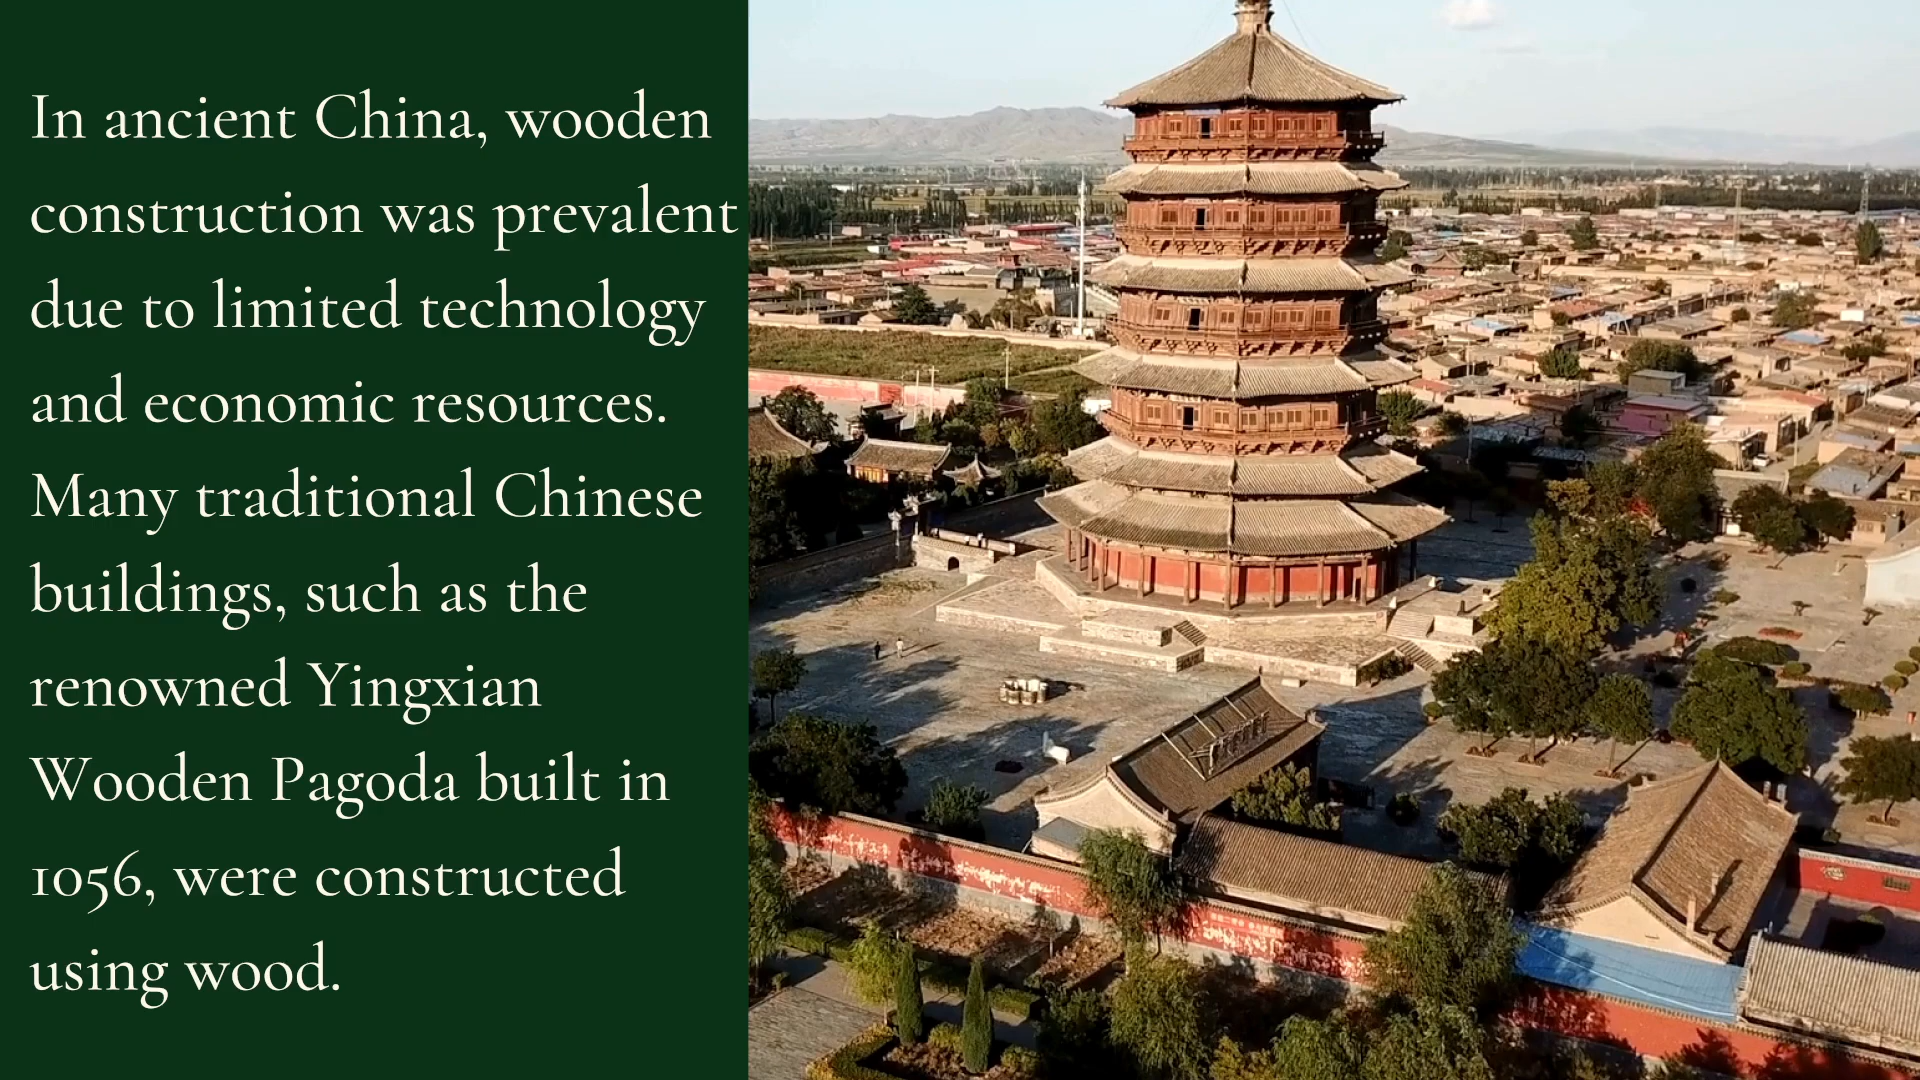 In ancient China, wooden
construction was prevalent
due to limited technology
and economic resources.
Many traditional Chinese
buildings, such as the
renowned Yingxian
Wooden Pagoda built in
1056, were constructed
using wood.